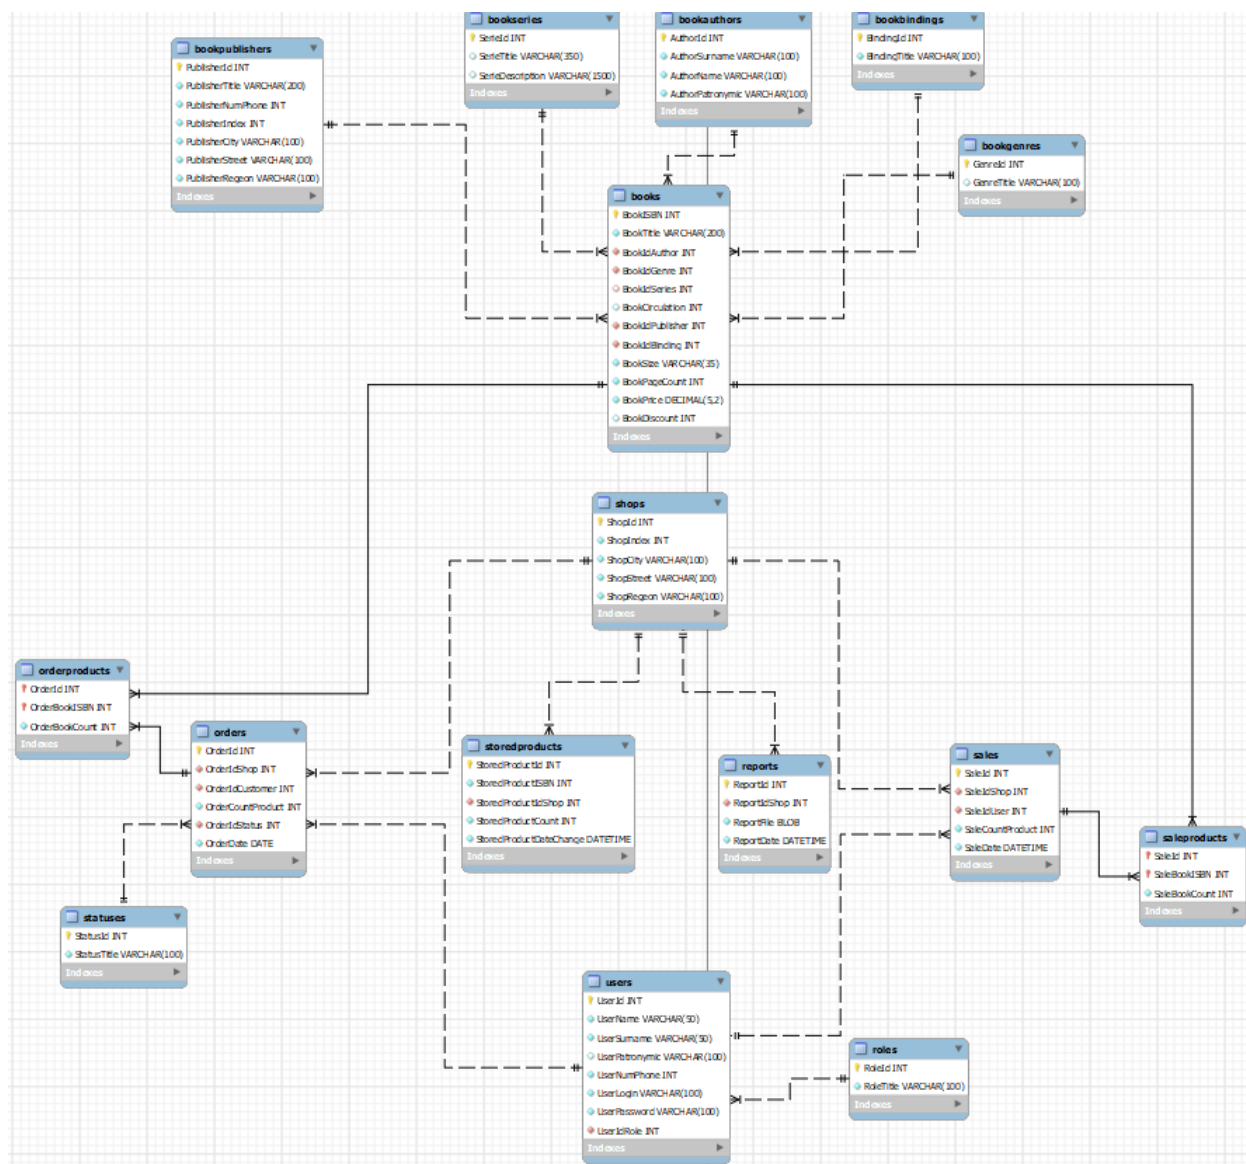 bookseries
SerieId INT
SerieTitle VARCHAR(350)
SerieDescription VARCHAR(1500)
Indexes
bookauthors
AuthorId INT
AuthorSurname VARCHAR(100)
AuthorName VARCHAR(100)
AuthorPatronymic VARCHAR(100)
Indexes
bookbindings
BindingId INT
BindingTitle VARCHAR(100)
Indexes
bookpublishers
PublisherId INT
PublisherTitle VARCHAR(200)
PublisherNumPhone INT
PublisherIndex INT
PublisherCity VARCHAR(100)
PublisherStreet VARCHAR(100)
PublisherRegeon VARCHAR(100)
Indexes
bookgenres
GenreId INT
GenreTitle VARCHAR(100)
Indexes
books
BookISBN INT
BookTitle VARCHAR(200)
BookIdAuthor INT
BookIdGenre INT
BookIdSeries INT
BookCirculation INT
BookIdPublisher INT
BookIdBinding INT
BookSize VARCHAR(35)
BookPageCount INT
BookPrice DECIMAL(5,2)
BookDiscount INT
Indexes
shops
ShopId INT
ShopIndex INT
ShopCity VARCHAR(100)
ShopStreet VARCHAR(100)
ShopRegeon VARCHAR(100)
Indexes
orderproducts
OrderId INT
OrderBookISBN INT
OrderBookCount INT
Indexes
orders
OrderId INT
OrderIdShop INT
OrderIdCustomer INT
OrderCountProduct INT
OrderIdStatus INT
OrderDate DATE
Indexes
storedproducts
StoredProductId INT
StoredProductISBN INT
StoredProductIdShop INT
StoredProductCount INT
StoredProductDateChange DATETIME
Indexes
reports
ReportId INT
ReportIdShop INT
ReportFile BLOB
ReportDate DATETIME
Indexes
sales
SaleId INT
SaleIdShop INT
SaleIdUser INT
SaleCountProduct INT
SaleDate DATETIME
Indexes
saleproducts
SaleId INT
SaleBookISBN INT
SaleBookCount INT
Indexes
statuses
StatusId INT
StatusTitle VARCHAR(100)
Indexes
users
UserId INT
UserName VARCHAR(50)
UserSurname VARCHAR(50)
UserPatronymic VARCHAR(100)
UserNumPhone INT
UserLogin VARCHAR(100)
UserPassword VARCHAR(100)
UserIdRole INT
Indexes
roles
RoleId INT
RoleTitle VARCHAR(100)
Indexes